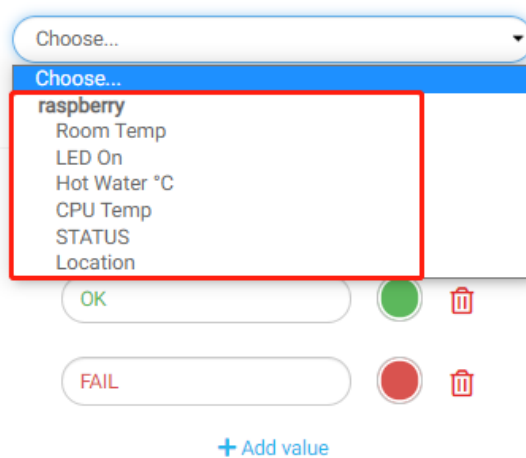 Choose...
Choose...
raspberry
Room Temp
LED On
Hot Water °C
CPU Temp
STATUS
Location
OK
FAIL
+ Add value